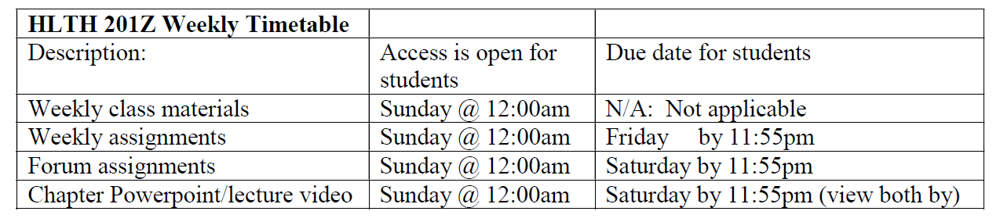 HLTH 201Z Weekly Timetable
Description: Access is open for students Due date for students
Weekly class materials Sunday @ 12:00am N/A:  Not applicable
Weekly assignments Sunday @ 12:00am Friday     by 11:55pm
Forum assignments Sunday @ 12:00am Saturday by 11:55pm
Chapter Powerpoint/lecture video Sunday @ 12:00am Saturday by 11:55pm (view both by)